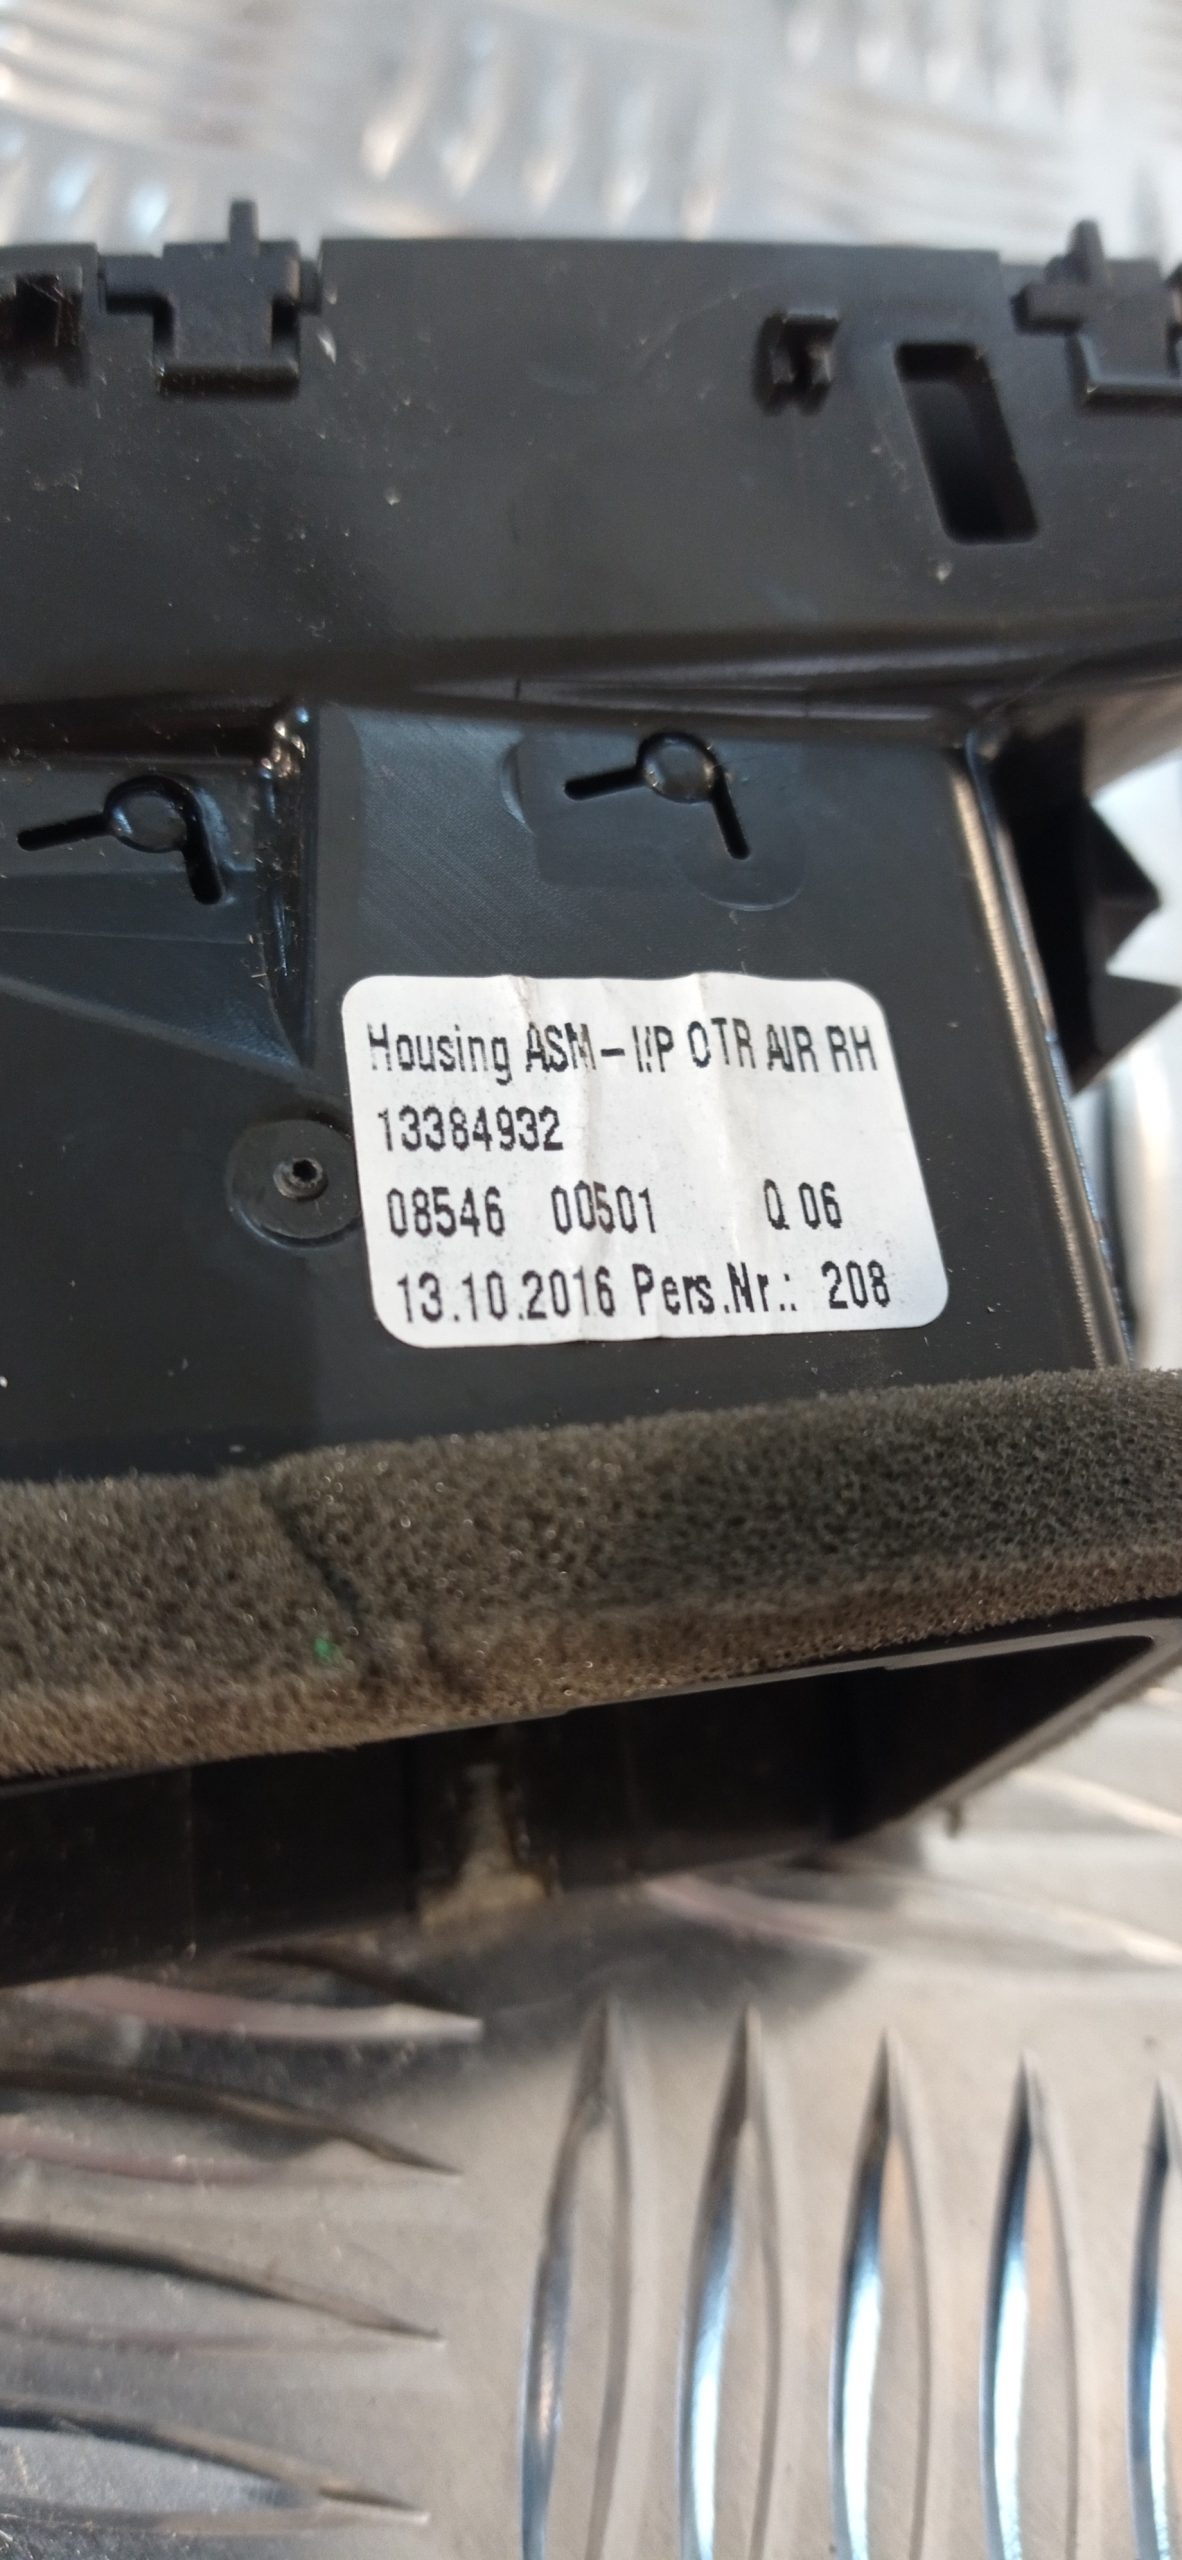 Housing ASM-I/P OTR AIR RH
13384932
08546 00501 Q 06
13.10.2016 Pers.Nr.: 208